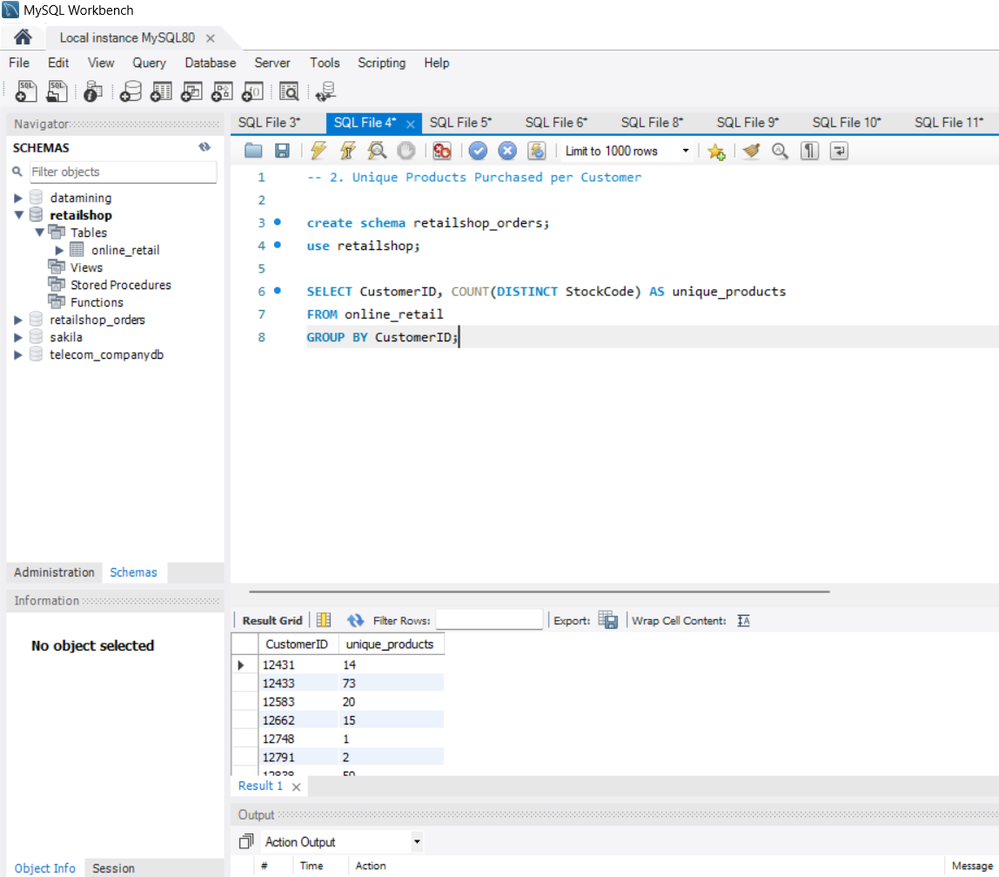 MySQL Workbench
Local instance MySQL80
File Edit View Query Database Server Tools Scripting Help
Navigator
SCHEMAS
Filter objects
datamining
retailshop
Tables
online_retail
Views
Stored Procedures
Functions
retailshop_orders
sakila
telecom_companydb
Administration Schemas
Information
No object selected
Object Info Session
SQL File 3* SQL File 4* SQL File 5* SQL File 6* SQL File 8* SQL File 9* SQL File 10* SQL File 11*
Limit to 1000 rows
1 -- 2. Unique Products Purchased per Customer
2
3 create schema retailshop_orders;
4 use retailshop;
5
6 SELECT CustomerID, COUNT(DISTINCT StockCode) AS unique_products
7 FROM online_retail
8 GROUP BY CustomerID;
Result Grid Filter Rows: Export: Wrap Cell Content:
CustomerID unique_products
12431 14
12433 73
12583 20
12662 15
12748 1
12791 2
Result 1
Output
Action Output
# Time Action Message